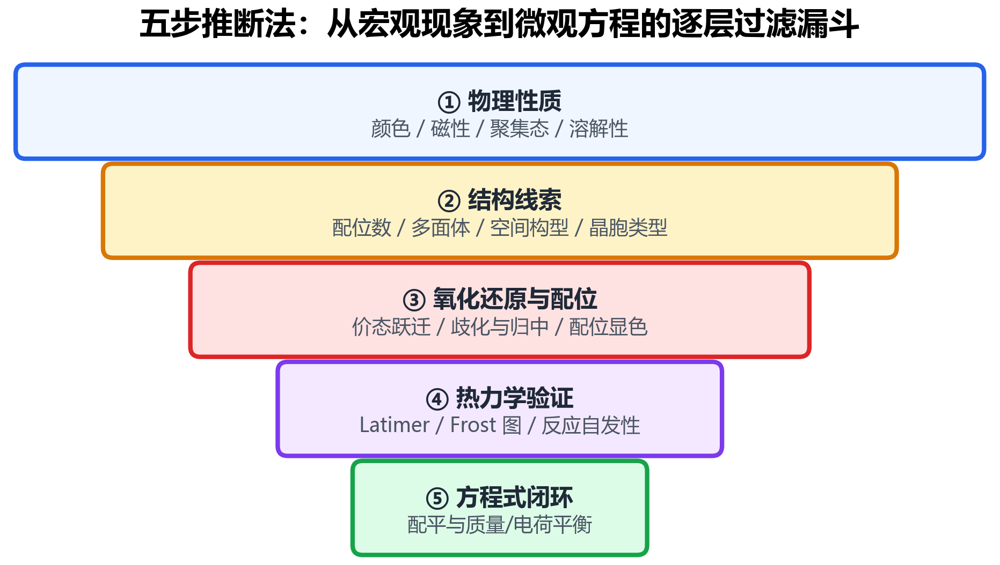 五步推断法：从宏观现象到微观方程的逐层过滤漏斗
① 物理性质
颜色 / 磁性 / 聚集态 / 溶解性
② 结构线索
配位数 / 多面体 / 空间构型 / 晶胞类型
③ 氧化还原与配位
价态跃迁 / 歧化与归中 / 配位显色
④ 热力学验证
Latimer / Frost 图 / 反应自发性
⑤ 方程式闭环
配平与质量/电荷平衡